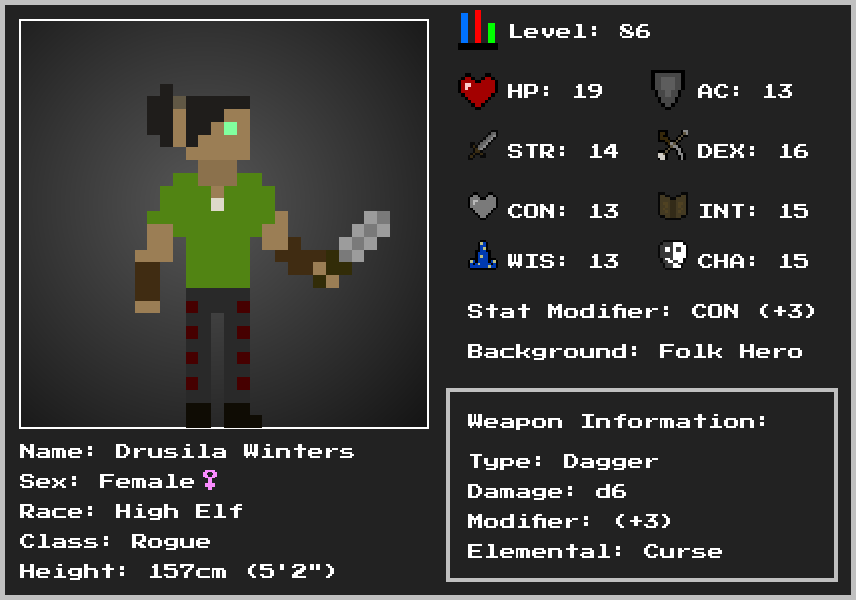 Level: 86
HP: 19 AC: 13
STR: 14 DEX: 16
CON: 13 INT: 15
WIS: 13 CHA: 15
Stat Modifier: CON (+3)
Background: Folk Hero
Weapon Information:
Type: Dagger
Damage: d6
Modifier: (+3)
Elemental: Curse
Name: Drusila Winters
Sex: Female♀
Race: High Elf
Class: Rogue
Height: 157cm (5'2")